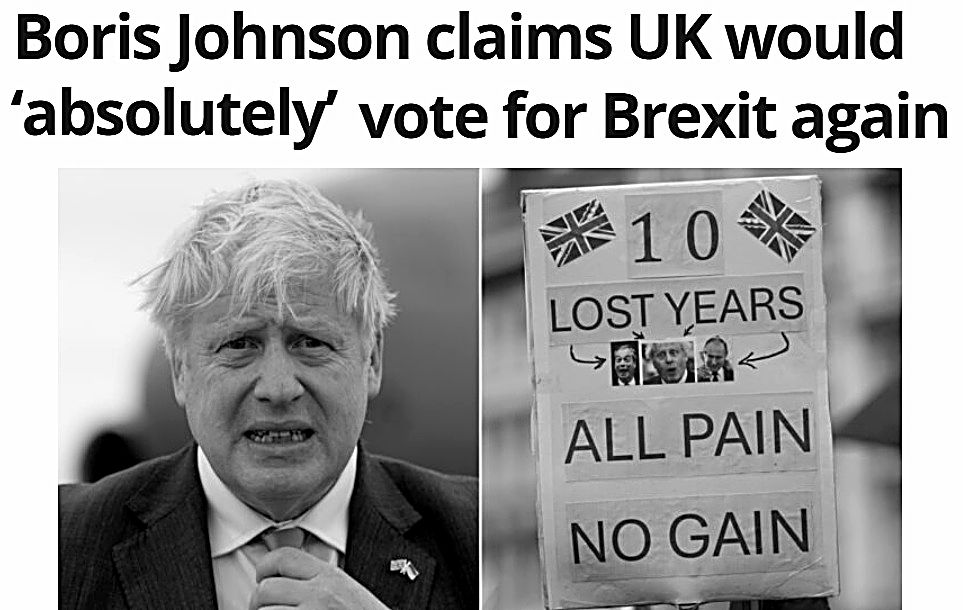 Boris Johnson claims UK would
‘absolutely’ vote for Brexit again
10
LOST YEARS
ALL PAIN
NO GAIN